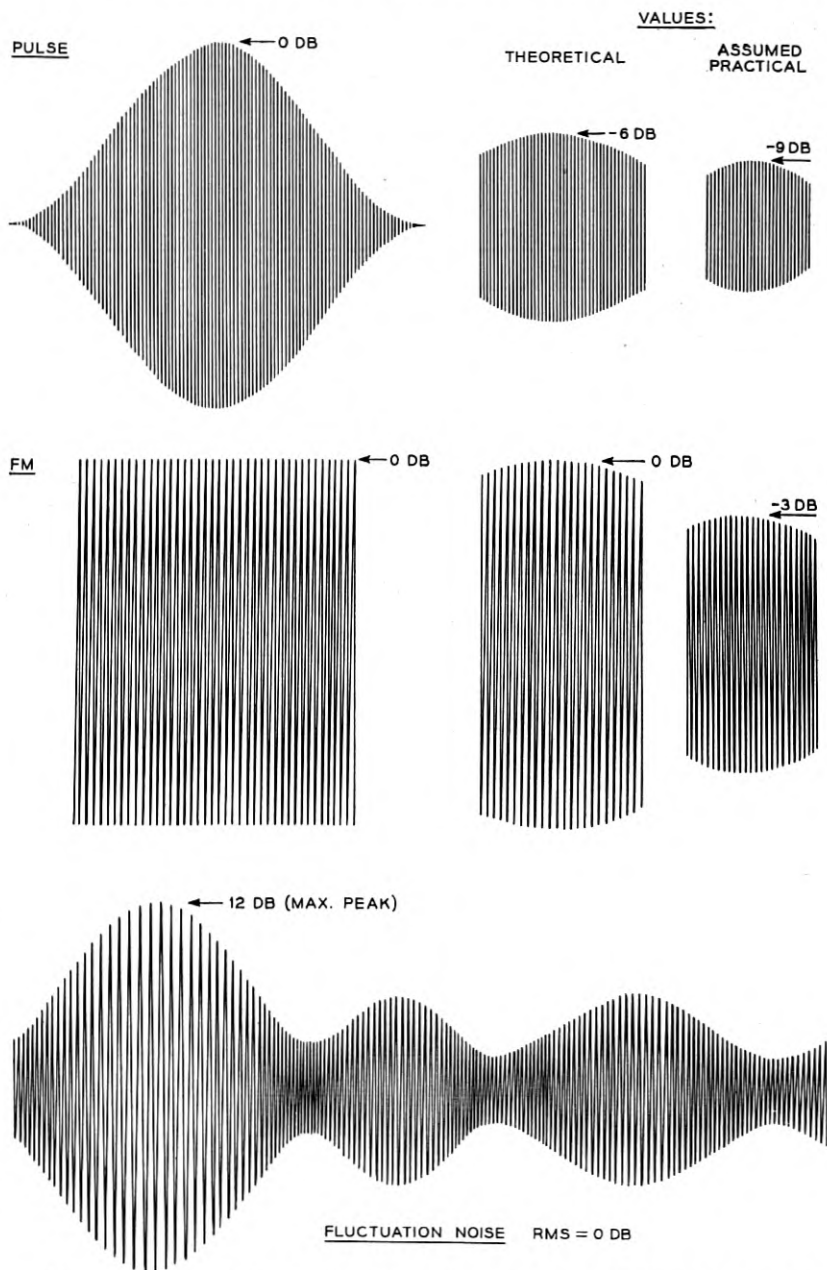 VALUES:
PULSE
0 DB
THEORETICAL
ASSUMED
PRACTICAL
-6 DB
-9 DB
FM
0 DB
0 DB
-3 DB
12 DB (MAX. PEAK)
FLUCTUATION NOISE RMS = 0 DB